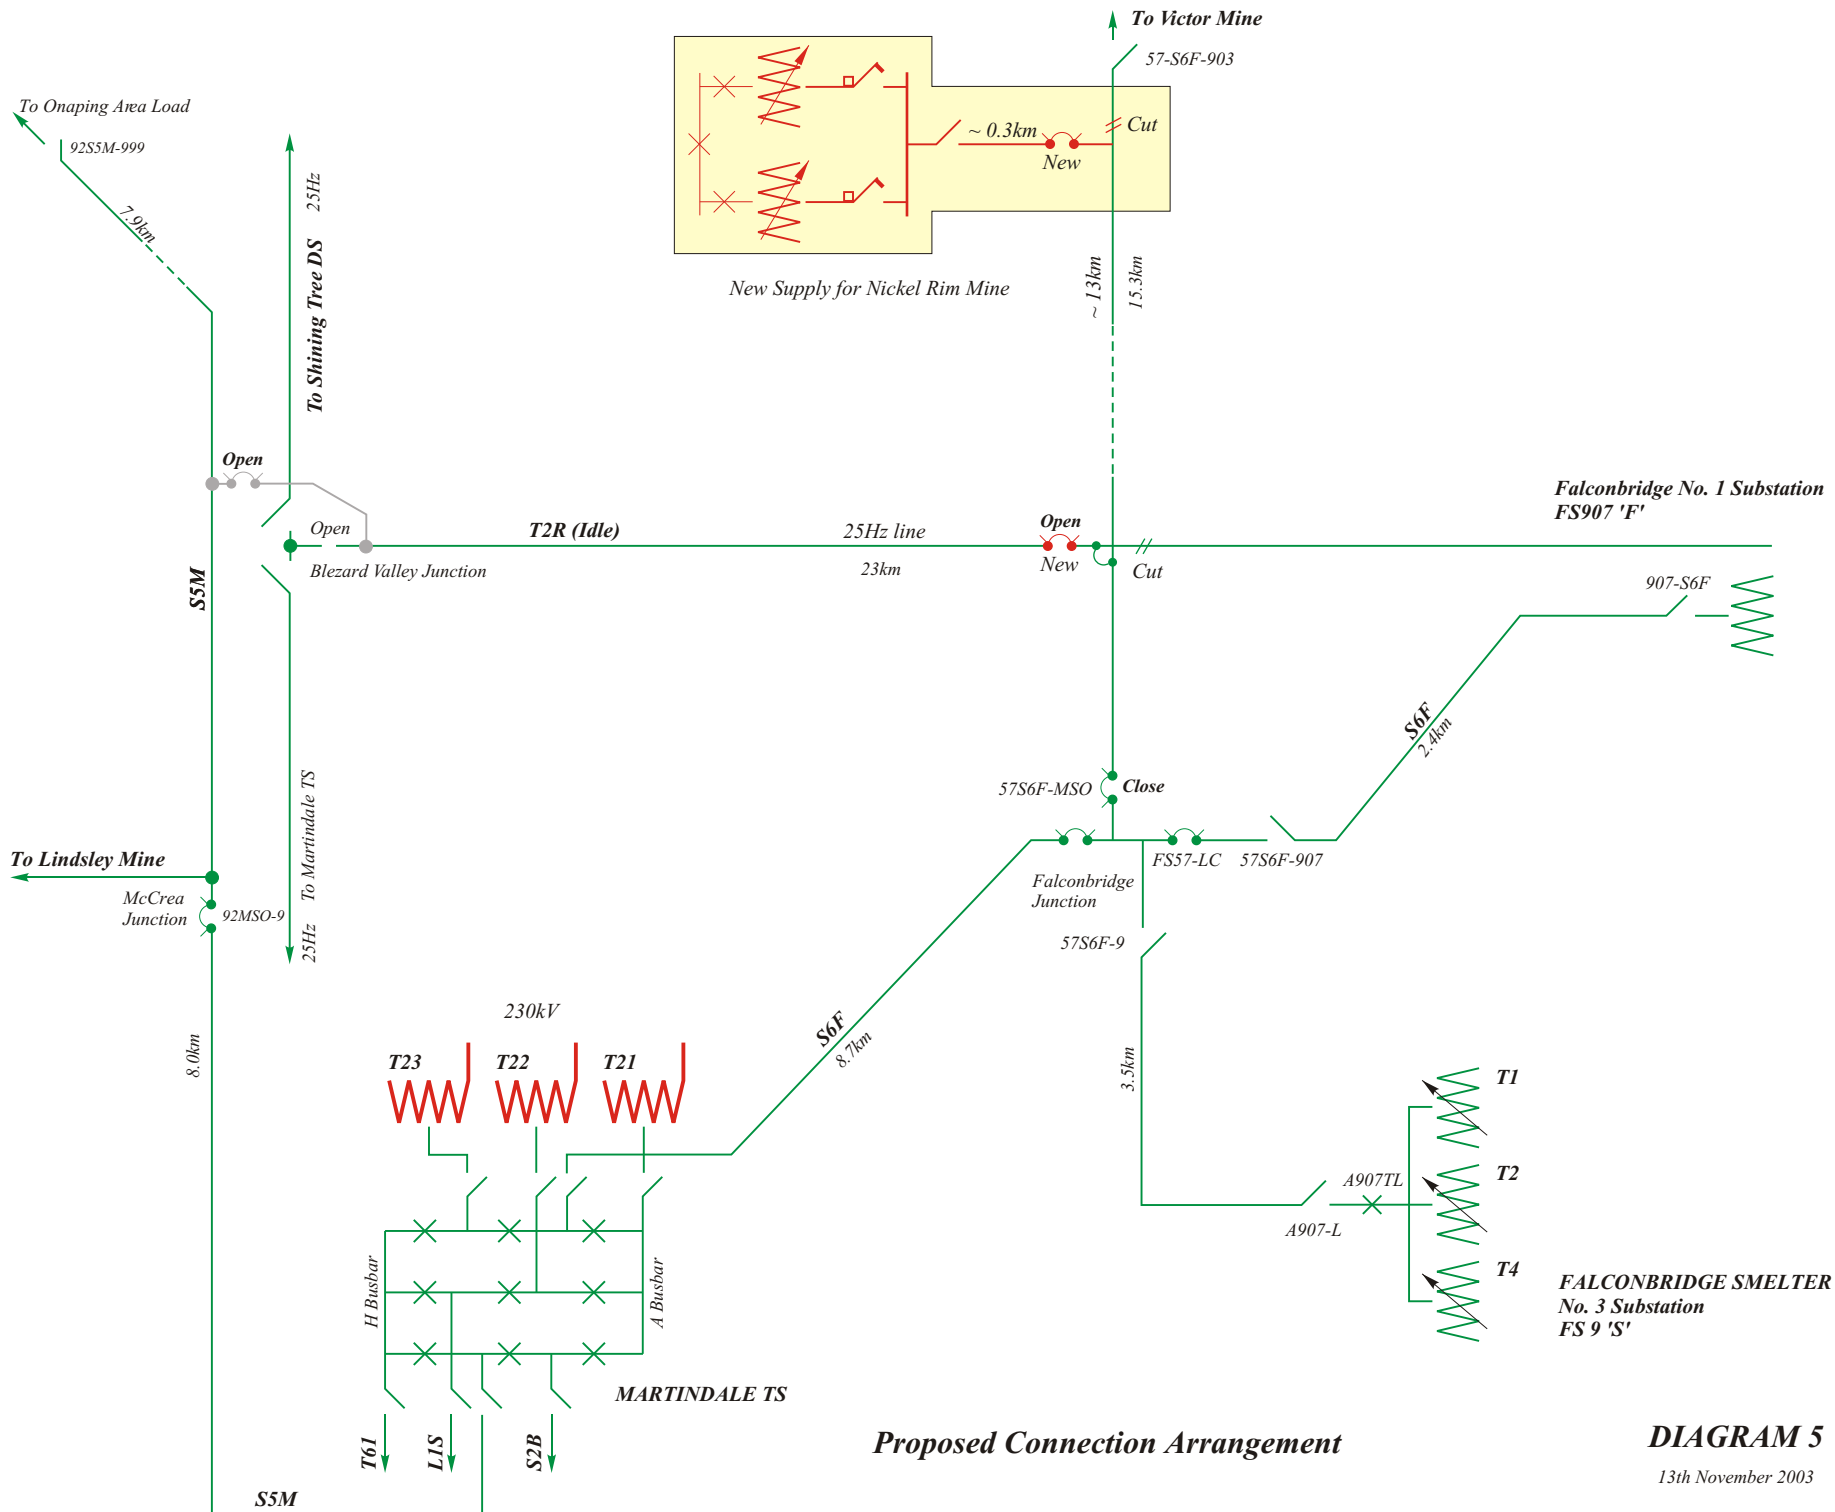 To Victor Mine
57-S6F-903
To Onaping Area Load
92S5M-999
7.9km
25Hz
To Shining Tree DS
~ 0.3km
New
Cut
New Supply for Nickel Rim Mine
~ 13km
15.3km
Open
Open
Blezard Valley Junction
T2R (Idle)
25Hz line
23km
Open
New
Cut
Falconbridge No. 1 Substation
FS907 'F'
907-S6F
S5M
S6F
2.4km
57S6F-MSO
Close
FS57-LC
57S6F-907
Falconbridge
Junction
57S6F-9
To Lindsley Mine
McCrea
Junction
92MSO-9
To Martindale TS
25Hz
8.0km
230kV
T23
T22
T21
S6F
8.7km
3.5km
T1
T2
T4
A907TL
A907-L
FALCONBRIDGE SMELTER
No. 3 Substation
FS 9 'S'
H Busbar
A Busbar
MARTINDALE TS
T61
L1S
S2B
S5M
Proposed Connection Arrangement
DIAGRAM 5
13th November 2003